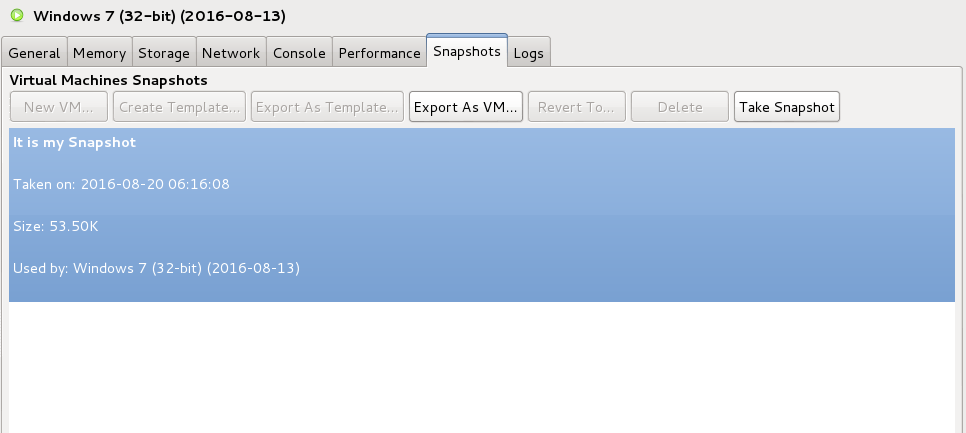 Windows 7 (32-bit) (2016-08-13)
General Memory Storage Network Console Performance Snapshots Logs
Virtual Machines Snapshots
New VM... Create Template... Export As Template... Export As VM... Revert To... Delete Take Snapshot
It is my Snapshot
Taken on: 2016-08-20 06:16:08
Size: 53.50K
Used by: Windows 7 (32-bit) (2016-08-13)